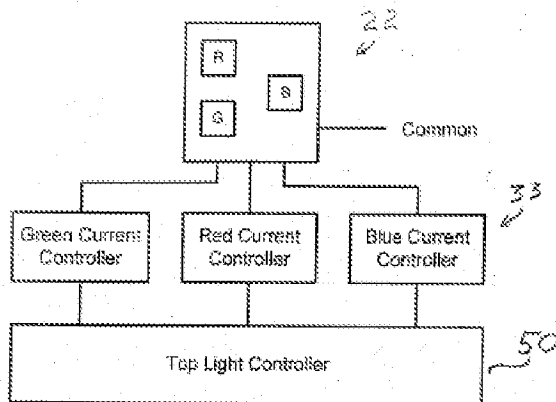 22
R
B
G
Common
33
Green Current
Controller
Red Current
Controller
Blue Current
Controller
Top Light Controller
50